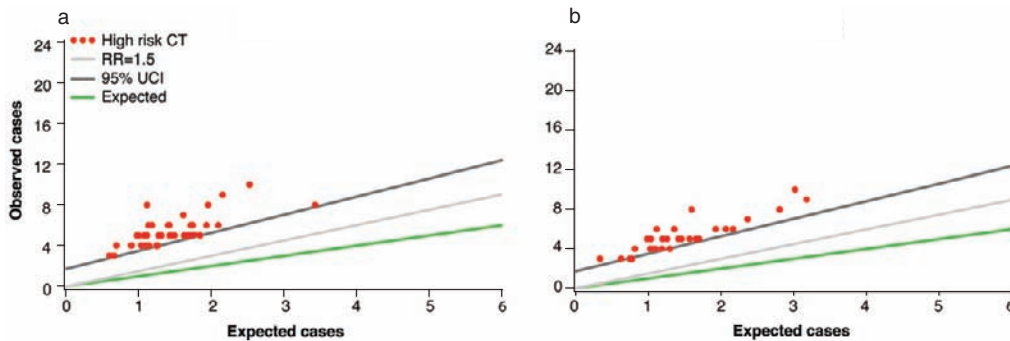 a
High risk CT
RR=1.5
95% UCI
Expected
24
20
16
12
8
4
0
Observed cases
0 1 2 3 4 5 6
Expected cases
b
24
20
16
12
8
4
0
0 1 2 3 4 5 6
Expected cases